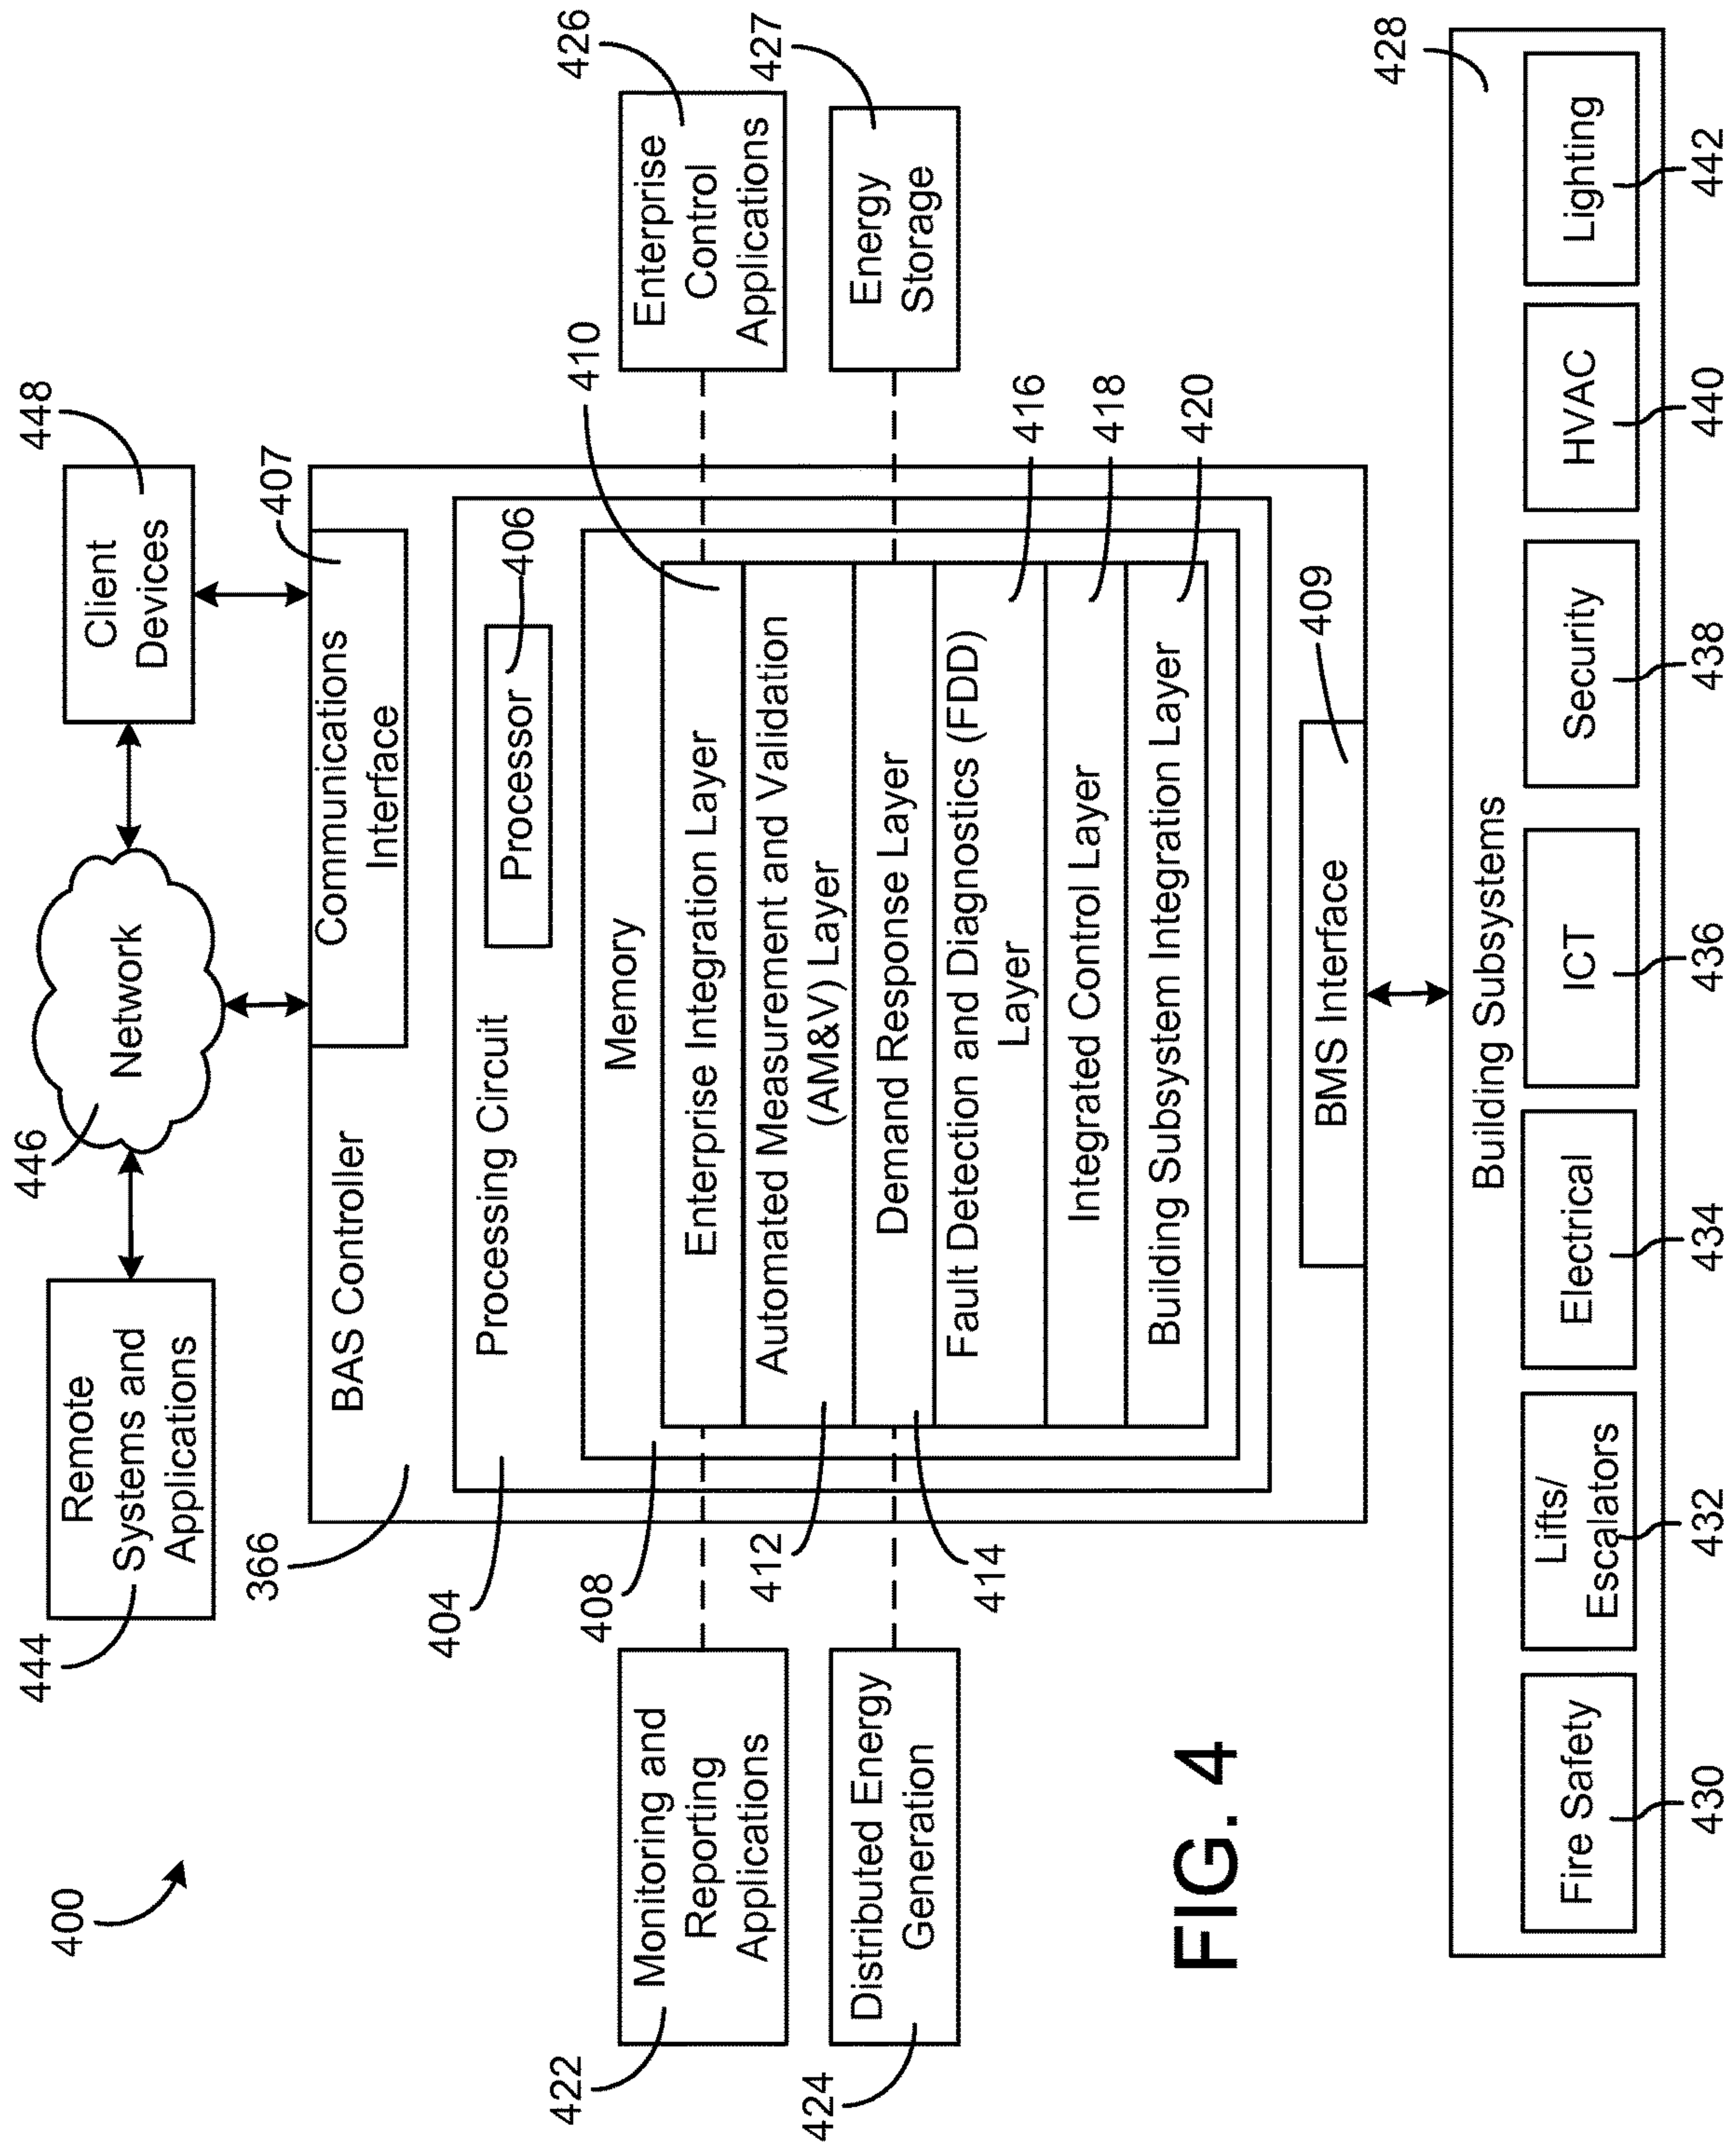 400
444
Remote
Systems and
Applications
446
Network
Client
Devices
448
366
BAS Controller
Communications
Interface
407
404
Processing Circuit
Processor
406
408
Memory
410
Enterprise Integration Layer
Automated Measurement and Validation
(AM&V) Layer
412
Demand Response Layer
414
Fault Detection and Diagnostics (FDD)
Layer
416
Integrated Control Layer
418
Building Subsystem Integration Layer
420
BMS Interface
409
422
Monitoring and
Reporting
Applications
424
Distributed Energy
Generation
426
Enterprise
Control
Applications
427
Energy
Storage
FIG. 4
428
Building Subsystems
Fire Safety
Lifts/
Escalators
Electrical
ICT
Security
HVAC
Lighting
430
432
434
436
438
440
442